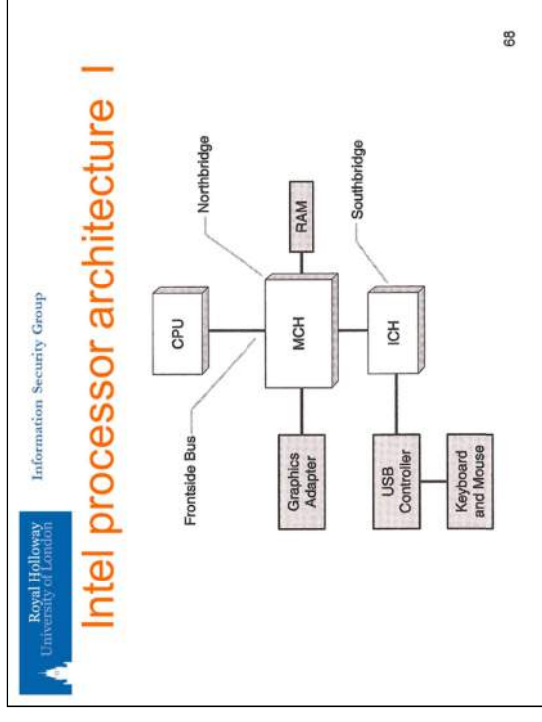 Royal Holloway
University of London
Information Security Group
Intel processor architecture I
CPU
Northbridge
Frontside Bus
MCH
RAM
Graphics
Adapter
Southbridge
ICH
USB
Controller
Keyboard
and Mouse
68